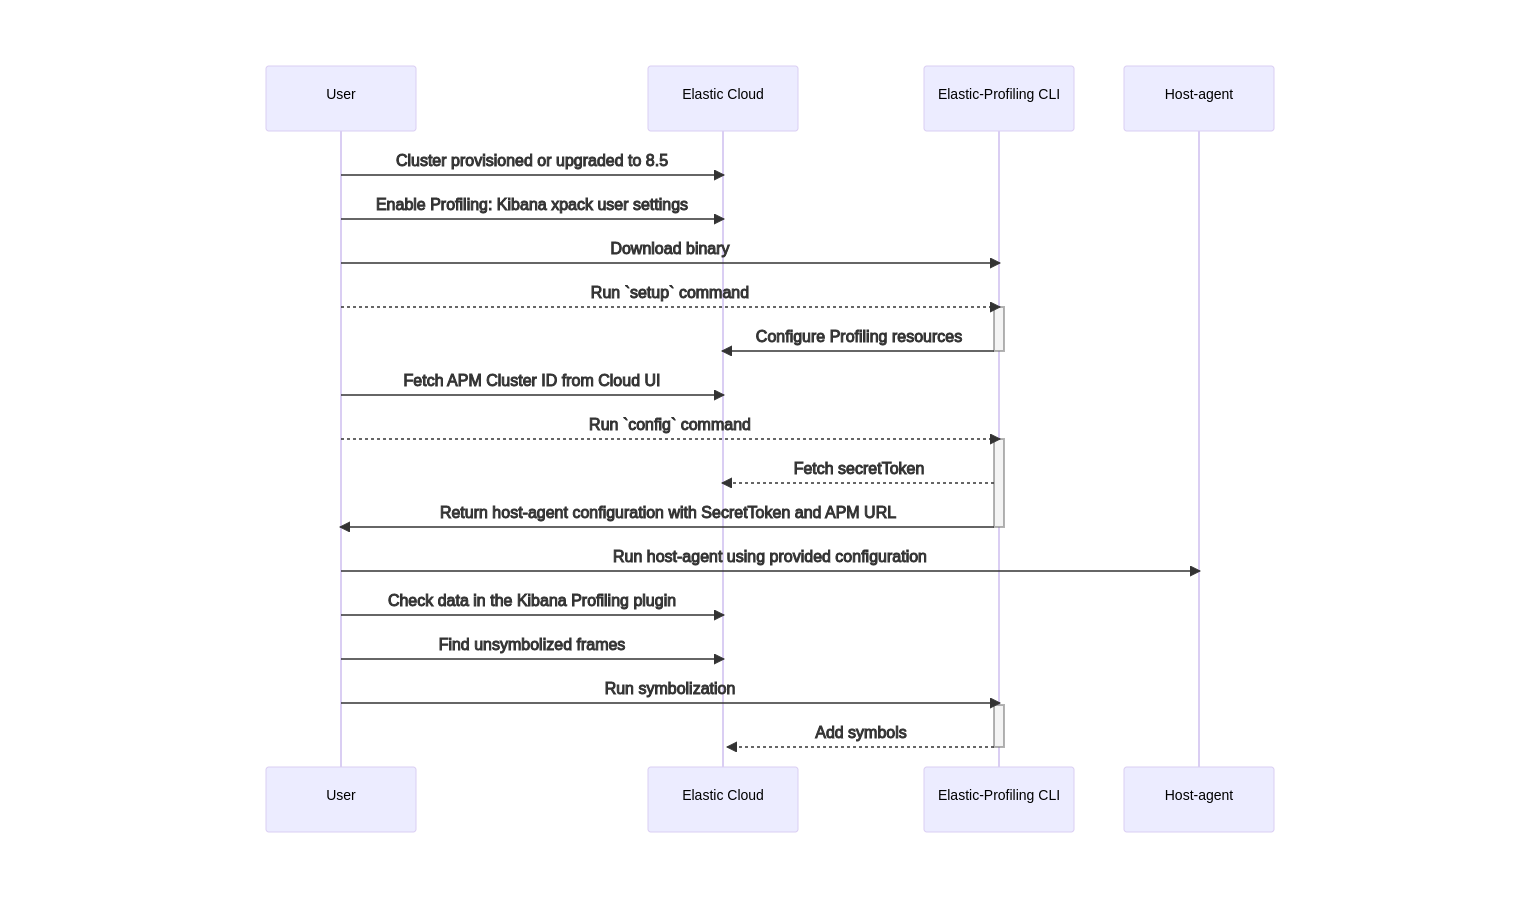 User
Elastic Cloud
Elastic-Profiling CLI
Host-agent
Cluster provisioned or upgraded to 8.5
Enable Profiling: Kibana xpack user settings
Download binary
Run `setup` command
Configure Profiling resources
Fetch APM Cluster ID from Cloud UI
Run `config` command
Fetch secretToken
Return host-agent configuration with SecretToken and APM URL
Run host-agent using provided configuration
Check data in the Kibana Profiling plugin
Find unsymbolized frames
Run symbolization
Add symbols
User
Elastic Cloud
Elastic-Profiling CLI
Host-agent